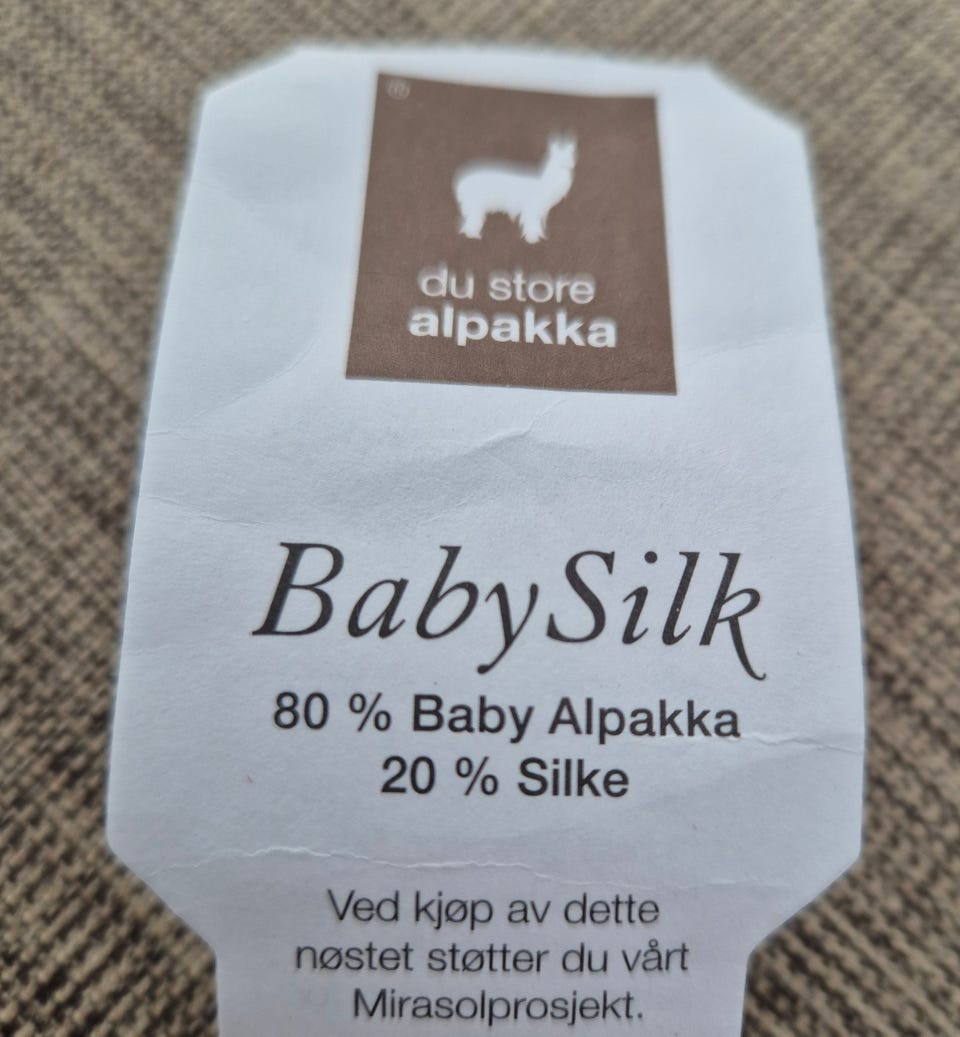 ®
du store
alpakka
BabySilk
80 % Baby Alpakka
20 % Silke
Ved kjøp av dette
nøstet støtter du vårt
Mirasolprosjekt.